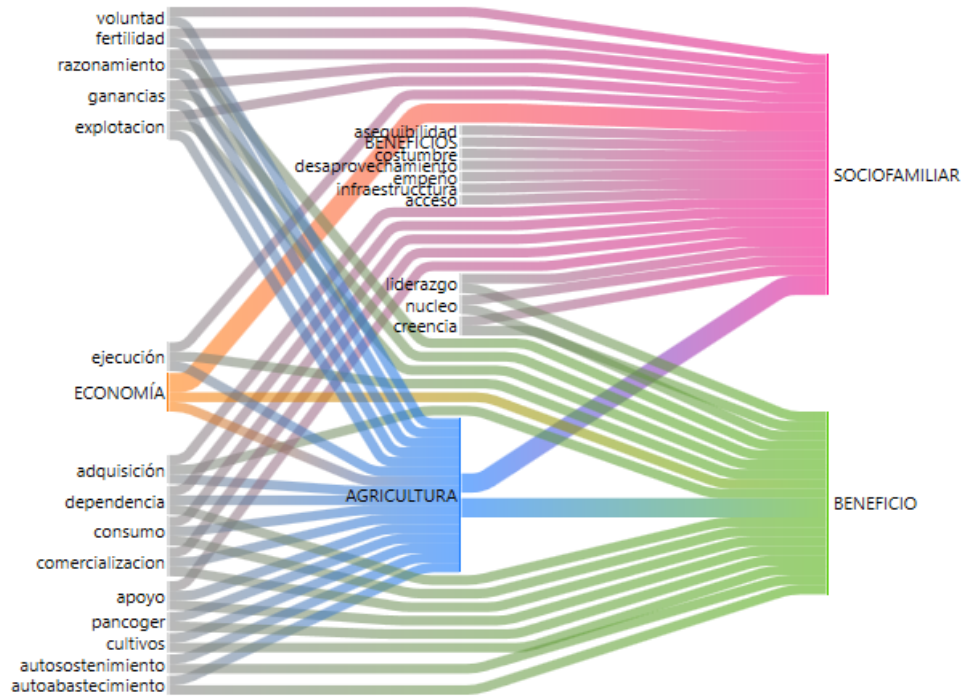 voluntad
fertilidad
razonamiento
ganancias
explotacion
asequibilidad
BENEFICIOS
costumbre
desaprovechamiento
empeño
infraestrucctura
acceso
SOCIOFAMILIAR
liderazgo
nucleo
creencia
ejecución
ECONOMÍA
adquisición
dependencia
consumo
comercializacion
AGRICULTURA
BENEFICIO
apoyo
pancoger
cultivos
autosostenimiento
autoabastecimiento